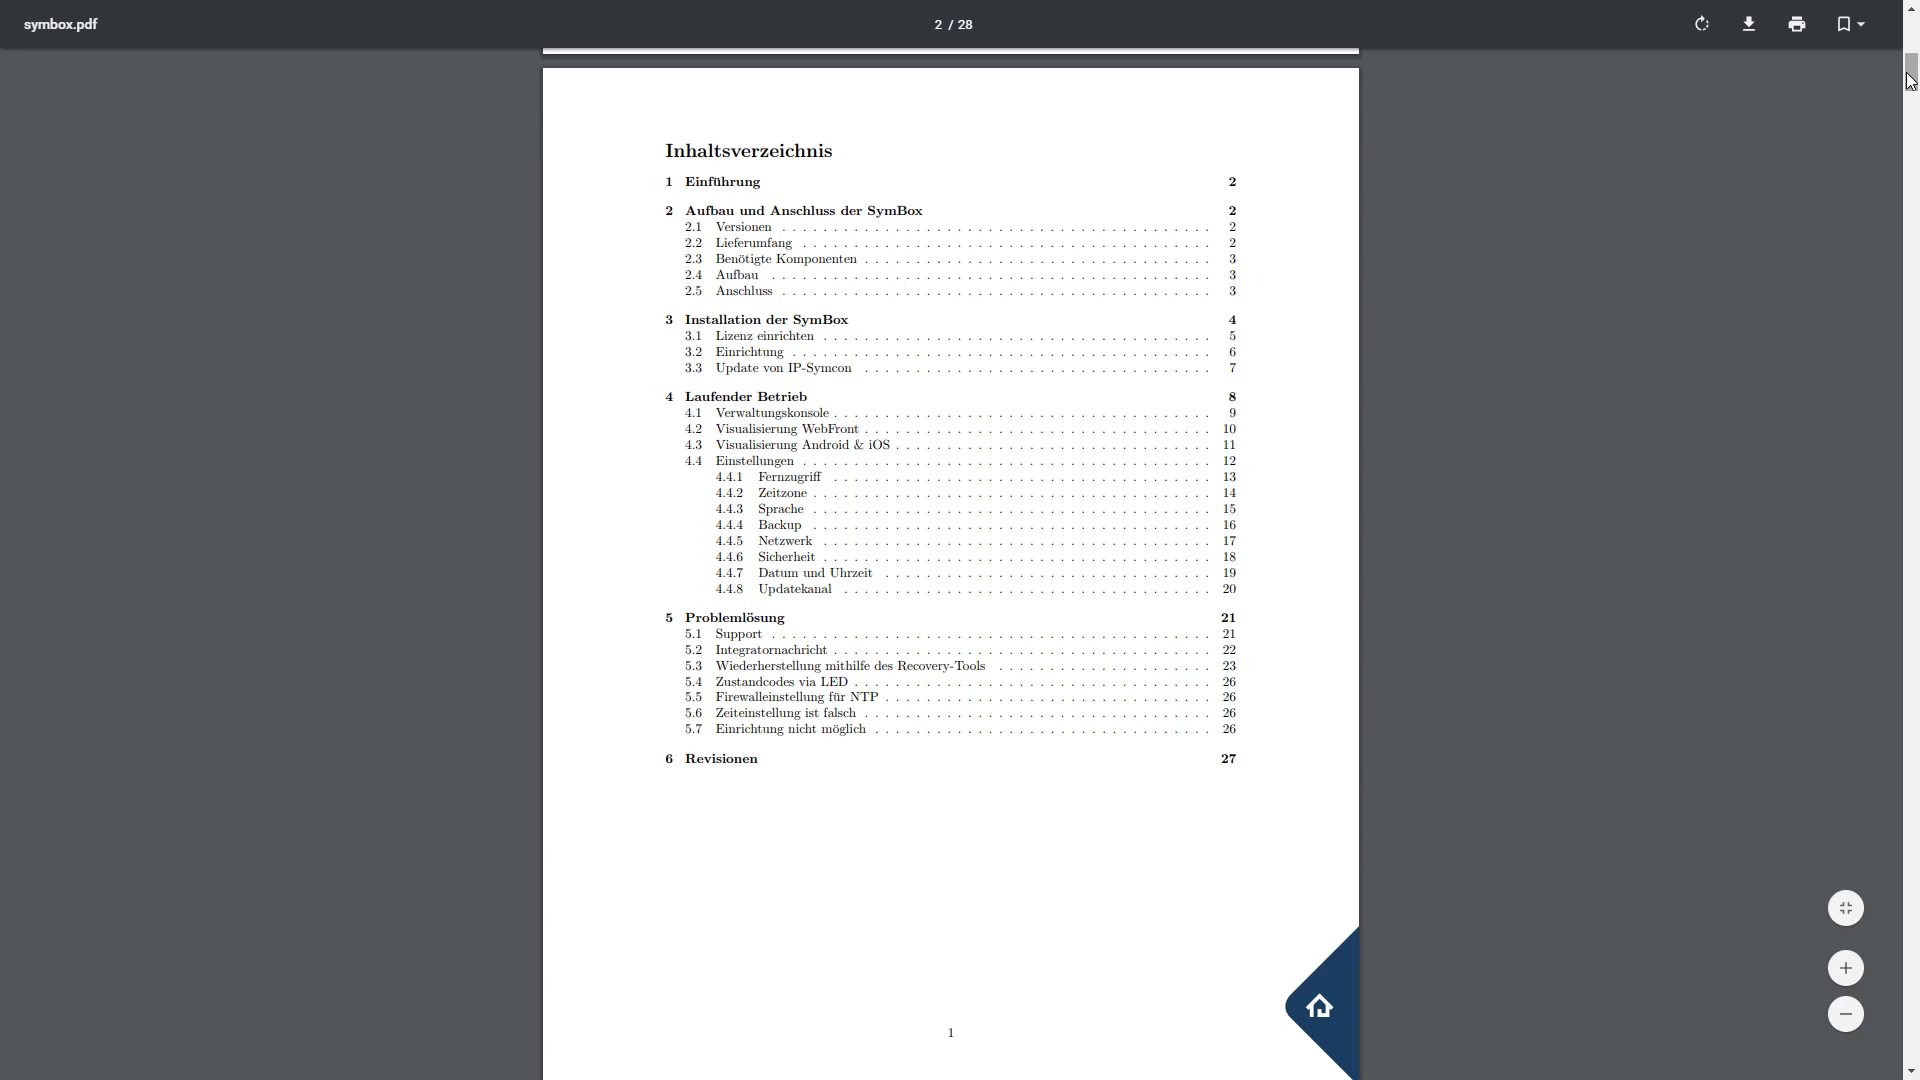 symbox.pdf
2 / 28
Inhaltsverzeichnis
1 Einführung 2
2 Aufbau und Anschluss der SymBox 2
2.1 Versionen . . . . . . . . . . 2
2.2 Lieferumfang . . . . . . . . . . 2
2.3 Benötigte Komponenten . . . . . . . . . . 3
2.4 Aufbau . . . . . . . . . . 3
2.5 Anschluss . . . . . . . . . . 3
3 Installation der SymBox 4
3.1 Lizenz einrichten . . . . . . . . . . 5
3.2 Einrichtung . . . . . . . . . . 6
3.3 Update von IP-Symcon . . . . . . . . . . 7
4 Laufender Betrieb 8
4.1 Verwaltungskonsole . . . . . . . . . . 9
4.2 Visualisierung WebFront . . . . . . . . . . 10
4.3 Visualisierung Android & iOS . . . . . . . . . . 11
4.4 Einstellungen . . . . . . . . . . 12
4.4.1 Fernzugriff . . . . . . . . . . 13
4.4.2 Zeitzone . . . . . . . . . . 14
4.4.3 Sprache . . . . . . . . . . 15
4.4.4 Backup . . . . . . . . . . 16
4.4.5 Netzwerk . . . . . . . . . . 17
4.4.6 Sicherheit . . . . . . . . . . 18
4.4.7 Datum und Uhrzeit . . . . . . . . . . 19
4.4.8 Updatekanal . . . . . . . . . . 20
5 Problemlösung 21
5.1 Support . . . . . . . . . . 21
5.2 Integratornachricht . . . . . . . . . . 22
5.3 Wiederherstellung mithilfe des Recovery-Tools . . . . . . . . . . 23
5.4 Zustandcodes via LED . . . . . . . . . . 26
5.5 Firewalleinstellung für NTP . . . . . . . . . . 26
5.6 Zeiteinstellung ist falsch . . . . . . . . . . 26
5.7 Einrichtung nicht möglich . . . . . . . . . . 26
6 Revisionen 27
1